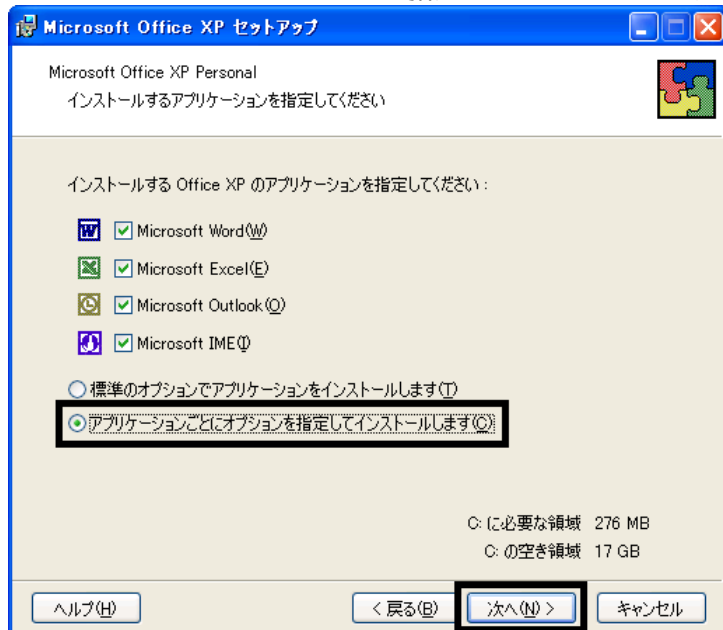 Microsoft Office XP セットアップ
Microsoft Office XP Personal
インストールするアプリケーションを指定してください
インストールする Office XP のアプリケーションを指定してください :
Microsoft Word(W)
Microsoft Excel(E)
Microsoft Outlook(O)
Microsoft IME(I)
標準のオプションでアプリケーションをインストールします(T)
アプリケーションごとにオプションを指定してインストールします(C)
C: に必要な領域 276 MB
C: の空き領域 17 GB
ヘルプ(H) < 戻る(B) 次へ(N) > キャンセル